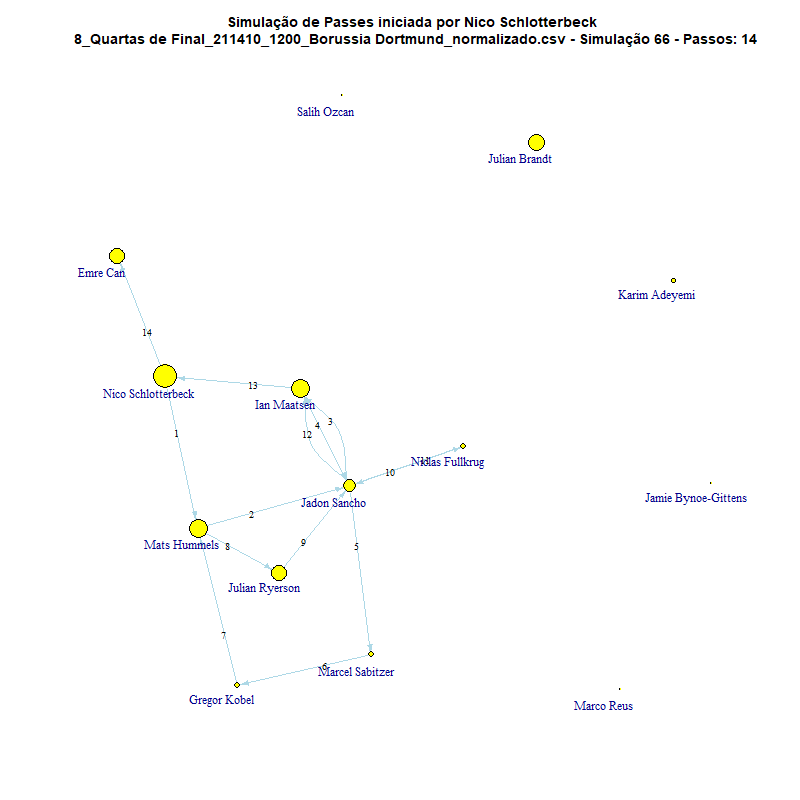 Simulação de Passes iniciada por Nico Schlotterbeck
8_Quartas de Final_211410_1200_Borussia Dortmund_normalizado.csv - Simulação 66 - Passos: 14
Salih Ozcan
Julian Brandt
Emre Can
Karim Adeyemi
14
Nico Schlotterbeck
13
Ian Maatsen
1
4
3
12
Niklas Fullkrug
10
Jadon Sancho
Jamie Bynoe-Gittens
2
Mats Hummels
8
9
5
Julian Ryerson
7
6
Marcel Sabitzer
Gregor Kobel
Marco Reus